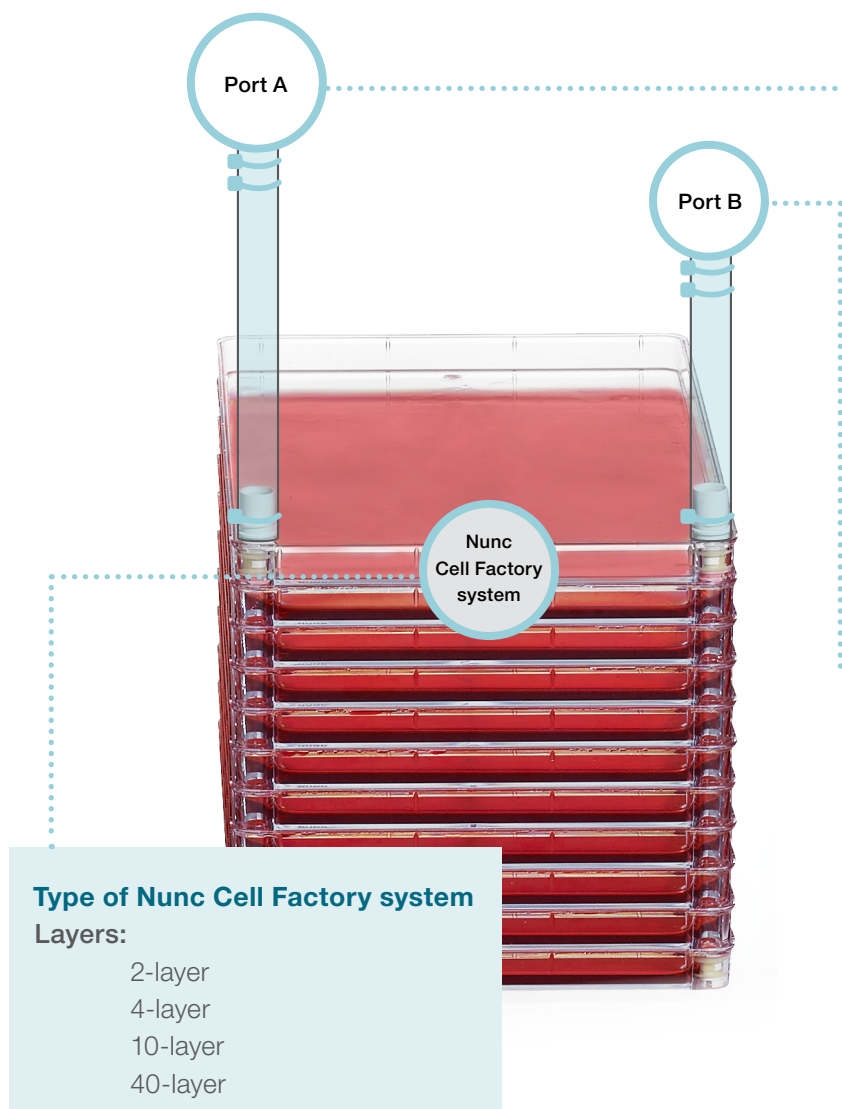 Port A
Port B
Nunc
Cell Factory
system
Type of Nunc Cell Factory system
Layers:
2-layer
4-layer
10-layer
40-layer